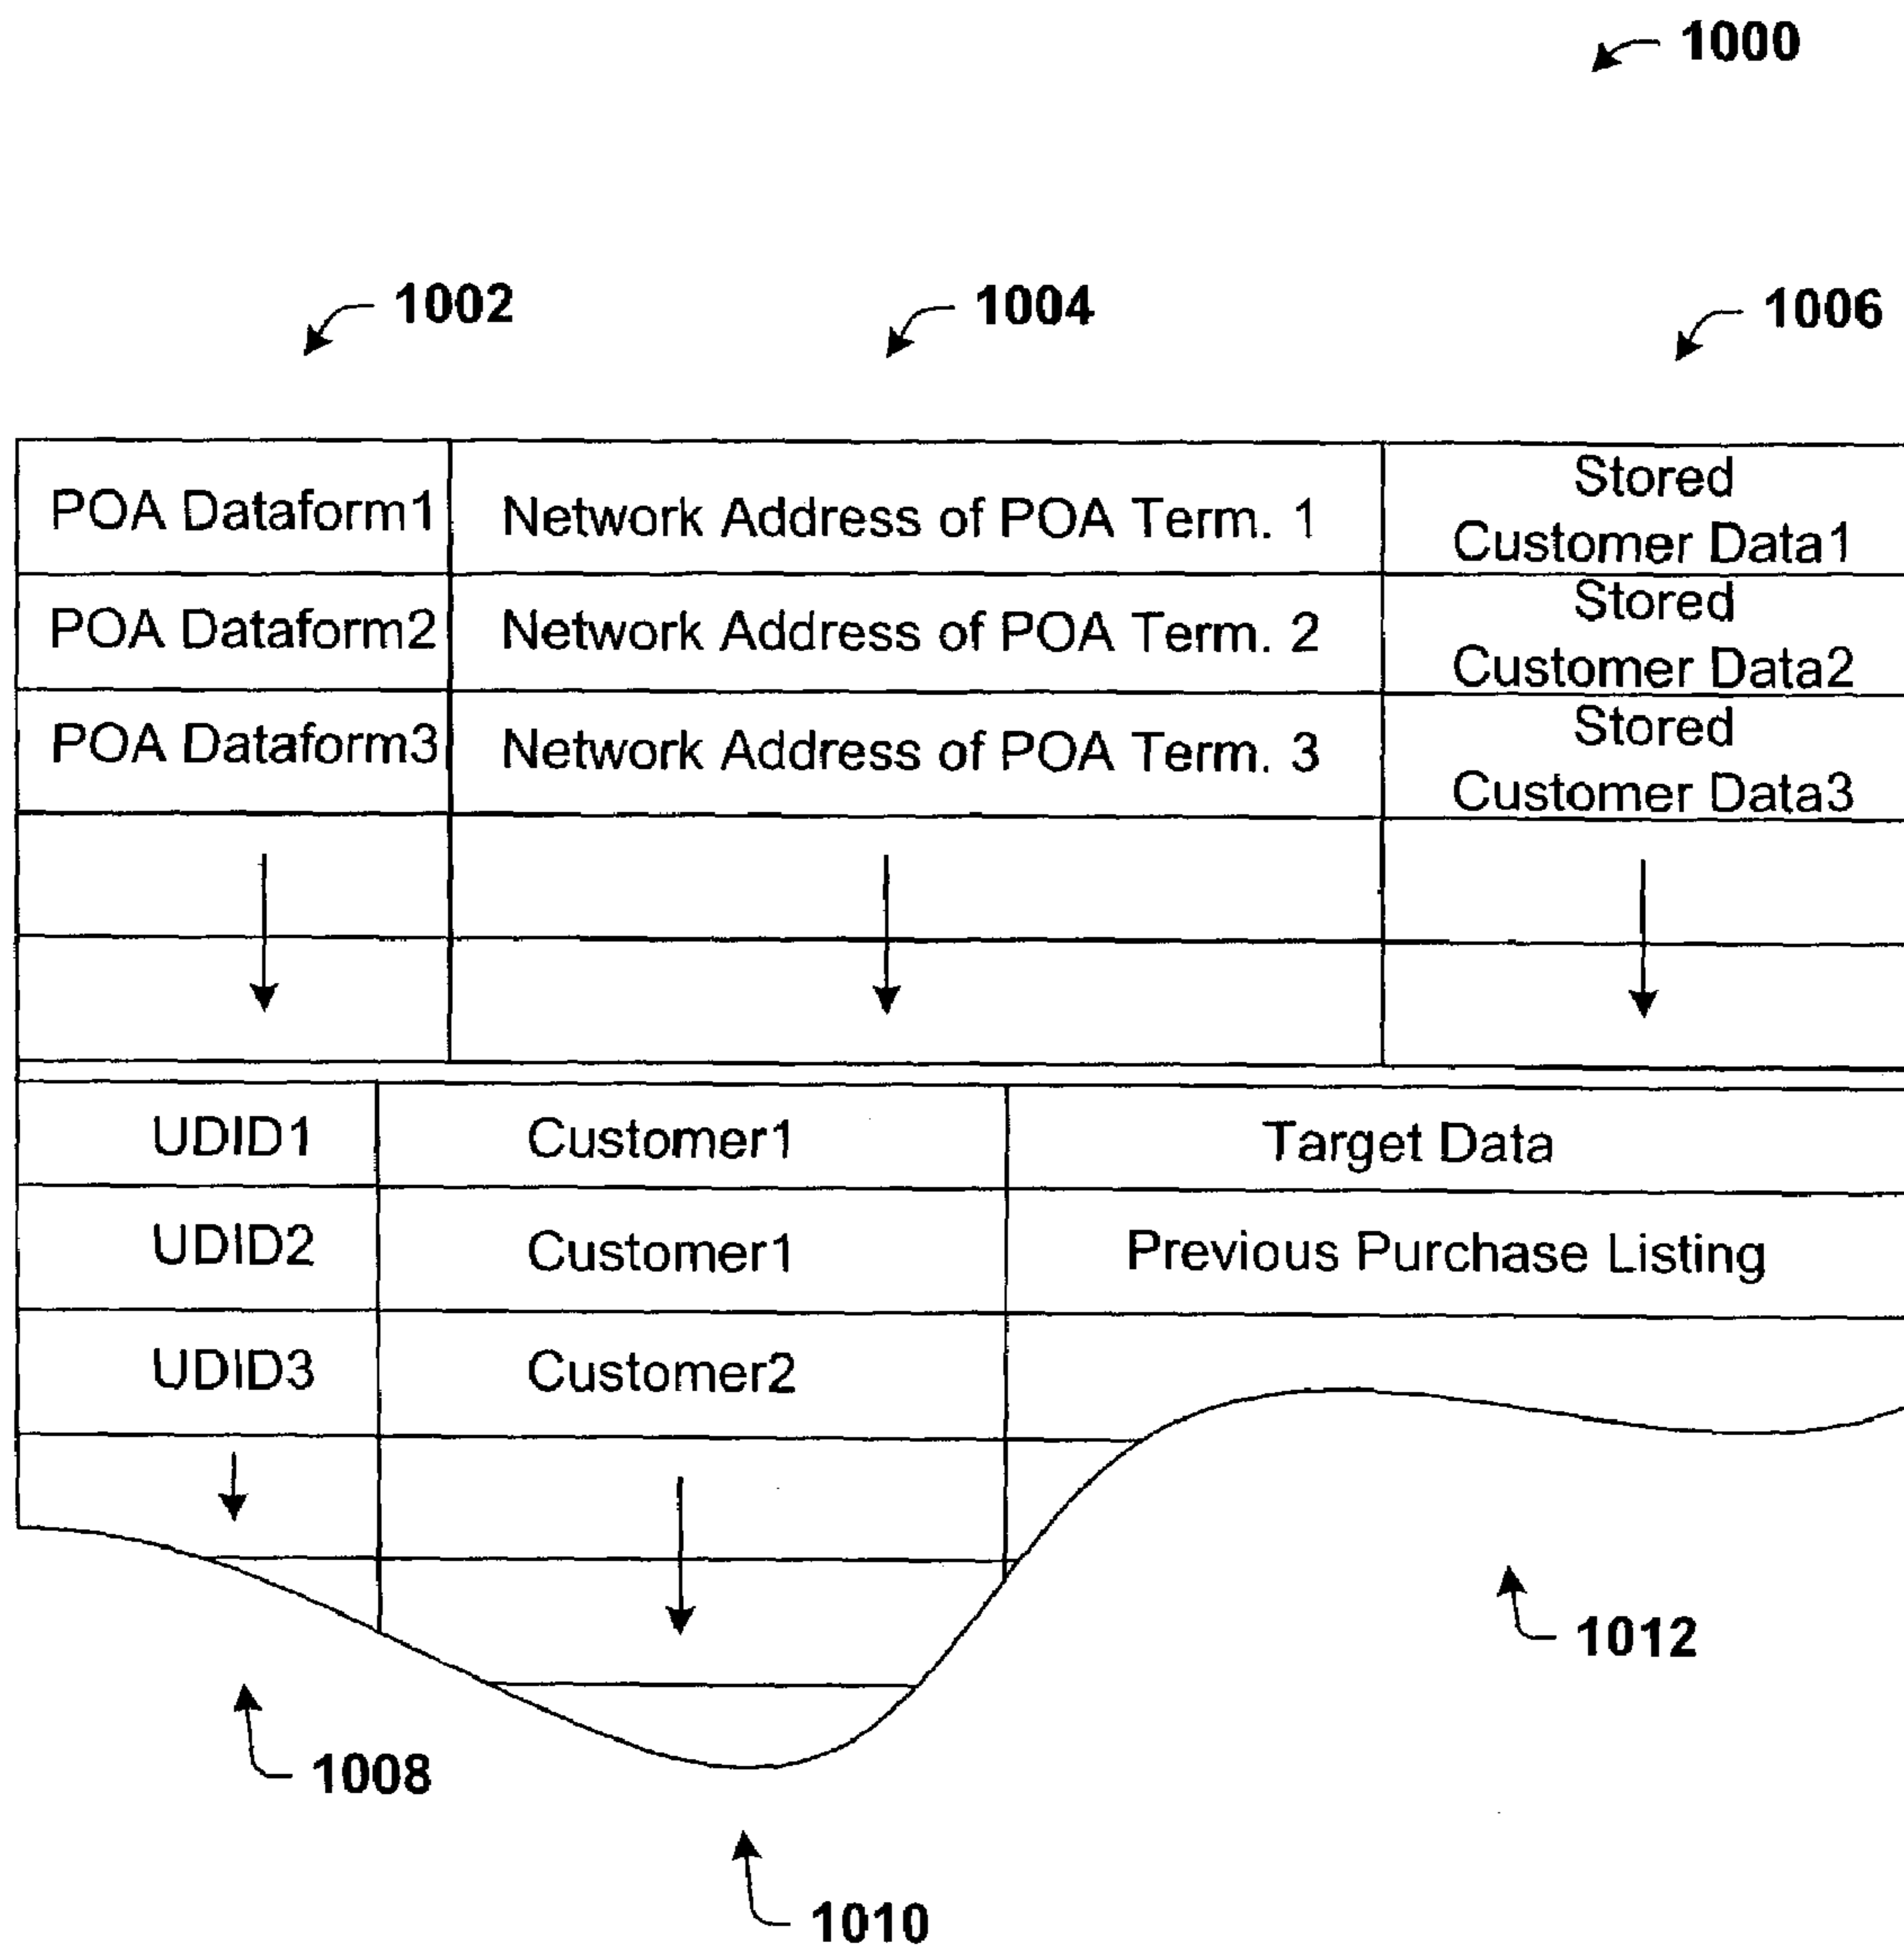 1000
1002
1004
1006
POA Dataform1
Network Address of POA Term. 1
Stored
Customer Data1
POA Dataform2
Network Address of POA Term. 2
Stored
Customer Data2
POA Dataform3
Network Address of POA Term. 3
Stored
Customer Data3
UDID1
Customer1
Target Data
UDID2
Customer1
Previous Purchase Listing
UDID3
Customer2
1012
1008
1010